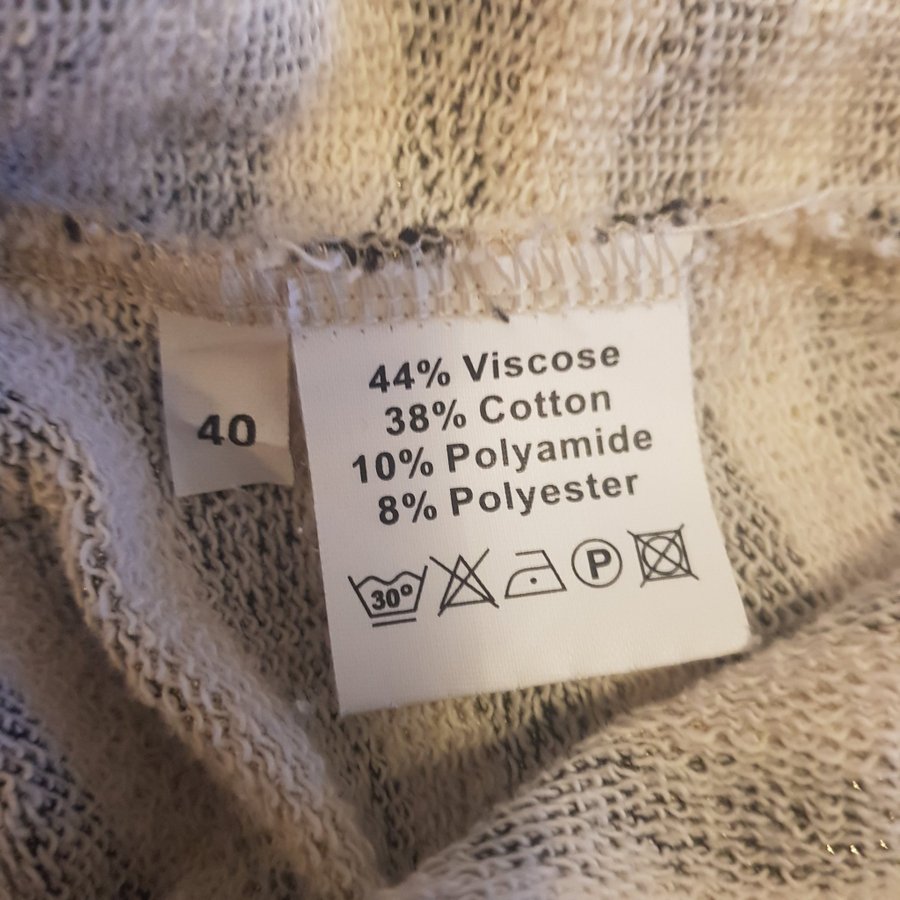 40
44% Viscose
38% Cotton
10% Polyamide
8% Polyester
30° P